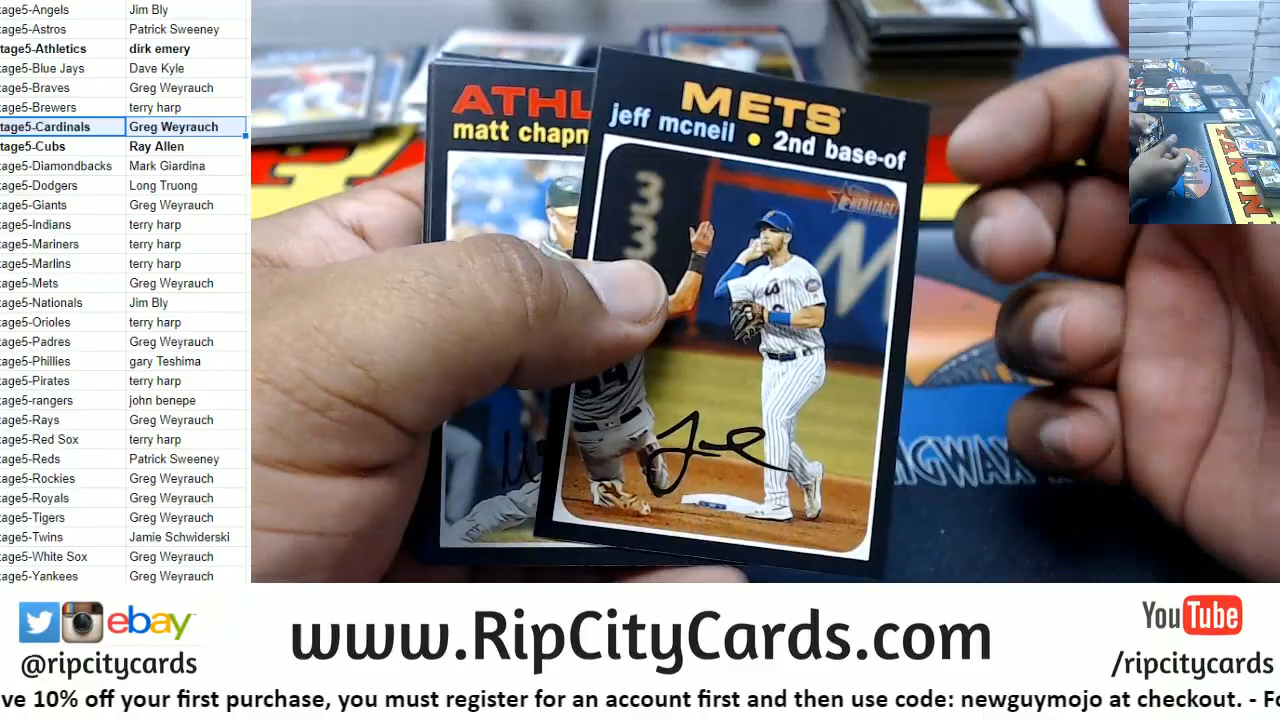 tage5-Angels Jim Bly
tage5-Astros Patrick Sweeney
tage5-Athletics dirk emery
tage5-Blue Jays Dave Kyle
tage5-Braves Greg Weyrauch
tage5-Brewers terry harp
tage5-Cardinals Greg Weyrauch
tage5-Cubs Ray Allen
tage5-Diamondbacks Mark Giardina
tage5-Dodgers Long Truong
tage5-Giants Greg Weyrauch
tage5-Indians terry harp
tage5-Mariners terry harp
tage5-Marlins terry harp
tage5-Mets Greg Weyrauch
tage5-Nationals Jim Bly
tage5-Orioles terry harp
tage5-Padres Greg Weyrauch
tage5-Phillies gary Teshima
tage5-Pirates terry harp
tage5-rangers john benepe
tage5-Rays Greg Weyrauch
tage5-Red Sox terry harp
tage5-Reds Patrick Sweeney
tage5-Rockies Greg Weyrauch
tage5-Royals Greg Weyrauch
tage5-Tigers Greg Weyrauch
tage5-Twins Jamie Schwiderski
tage5-White Sox Greg Weyrauch
tage5-Yankees Greg Weyrauch
ATHL
matt chapm
METS
jeff mcneil • 2nd base-of
HERITAGE
ebay
@ripcitycards
www.RipCityCards.com
YouTube
/ripcitycards
ve 10% off your first purchase, you must register for an account first and then use code: newguymojo at checkout. - Fo